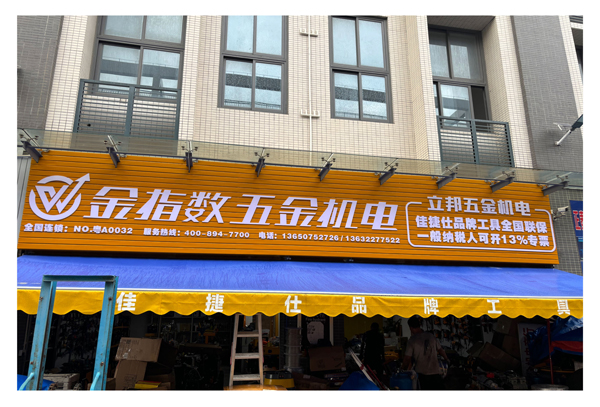 金指数五金机电
全国连锁：NO.粤A0032 服务热线：400-894-7700 电话：13650752726/13632277522
立邦五金机电
佳捷仕品牌工具全国联保
一般纳税人可开13%专票
佳捷仕品牌工具